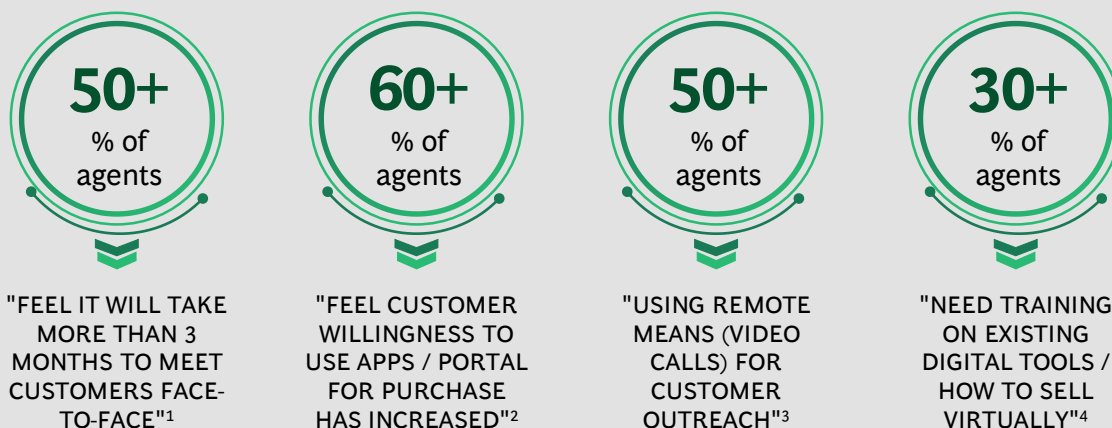 50+
% of
agents
"FEEL IT WILL TAKE
MORE THAN 3
MONTHS TO MEET
CUSTOMERS FACE-
TO-FACE"1
60+
% of
agents
"FEEL CUSTOMER
WILLINGNESS TO
USE APPS / PORTAL
FOR PURCHASE
HAS INCREASED"2
50+
% of
agents
"USING REMOTE
MEANS (VIDEO
CALLS) FOR
CUSTOMER
OUTREACH"3
30+
% of
agents
"NEED TRAINING
ON EXISTING
DIGITAL TOOLS /
HOW TO SELL
VIRTUALLY"4